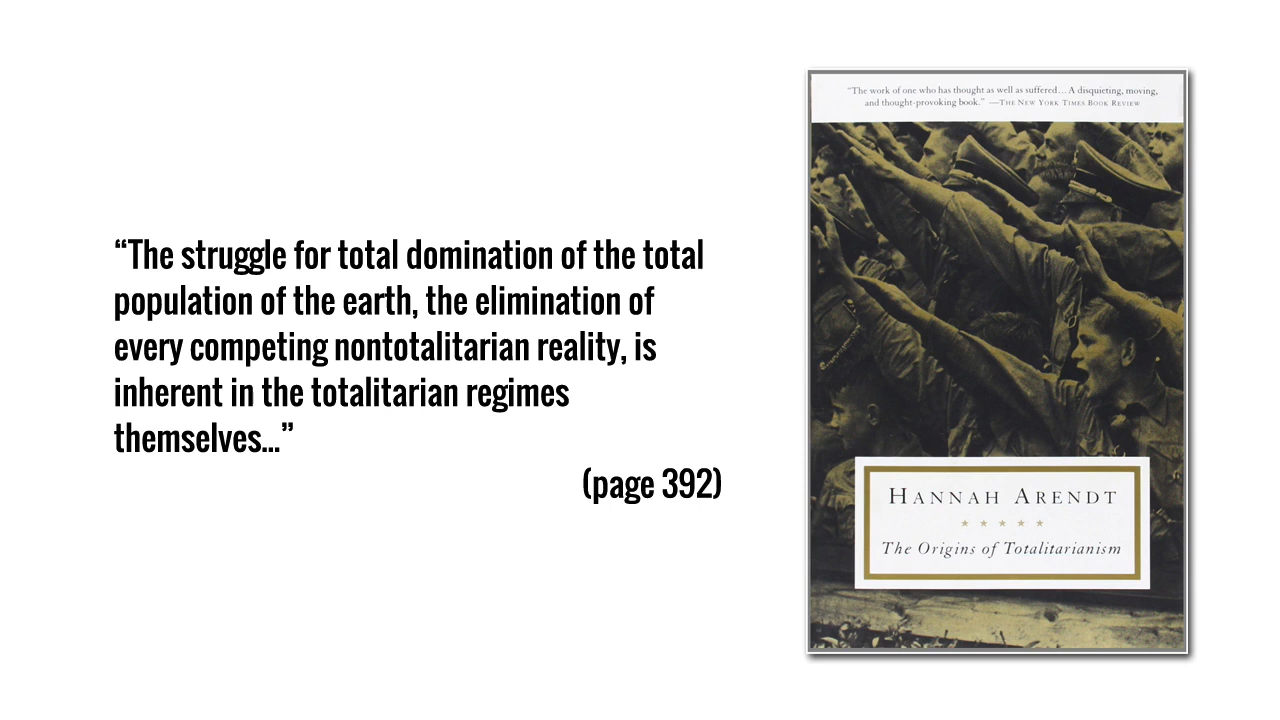 “The struggle for total domination of the total
population of the earth, the elimination of
every competing nontotalitarian reality, is
inherent in the totalitarian regimes
themselves...”
(page 392)
“The work of one who has thought as well as suffered…A disquieting, moving,
and thought-provoking book.” —The New York Times Book Review
Hannah Arendt
The Origins of Totalitarianism